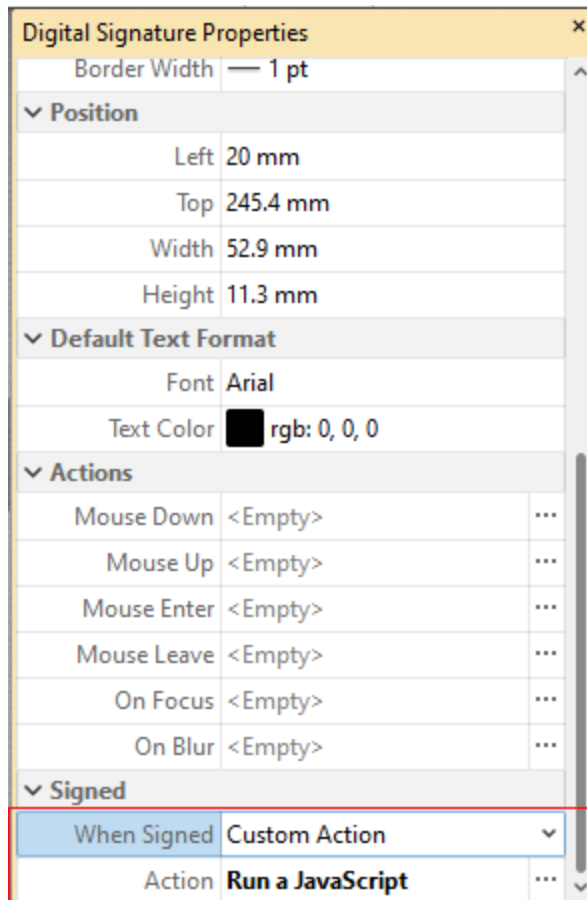 Digital Signature Properties
Border Width 1 pt
Position
Left 20 mm
Top 245.4 mm
Width 52.9 mm
Height 11.3 mm
Default Text Format
Font Arial
Text Color rgb: 0, 0, 0
Actions
Mouse Down <Empty> ...
Mouse Up <Empty> ...
Mouse Enter <Empty> ...
Mouse Leave <Empty> ...
On Focus <Empty> ...
On Blur <Empty> ...
Signed
When Signed Custom Action
Action Run a JavaScript ...